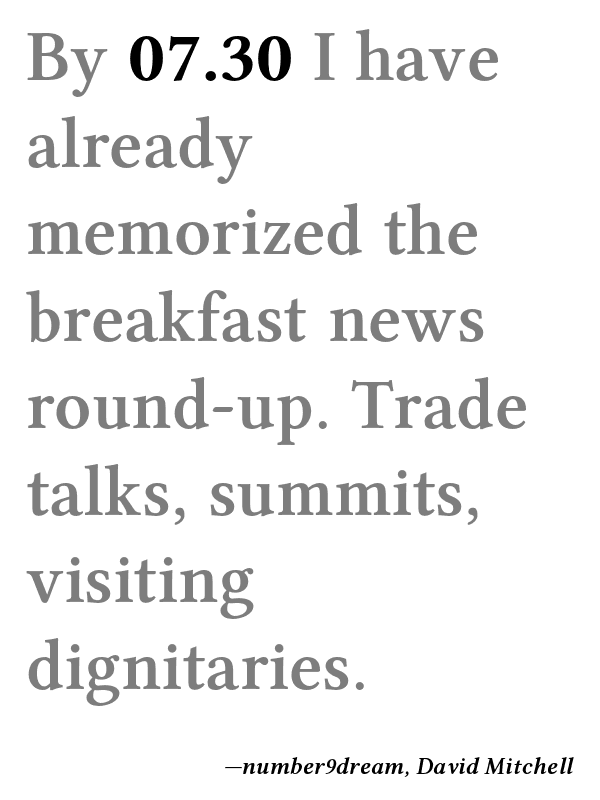 By 07.30 I have
already
memorized the
breakfast news
round-up. Trade
talks, summits,
visiting
dignitaries.
—number9dream, David Mitchell